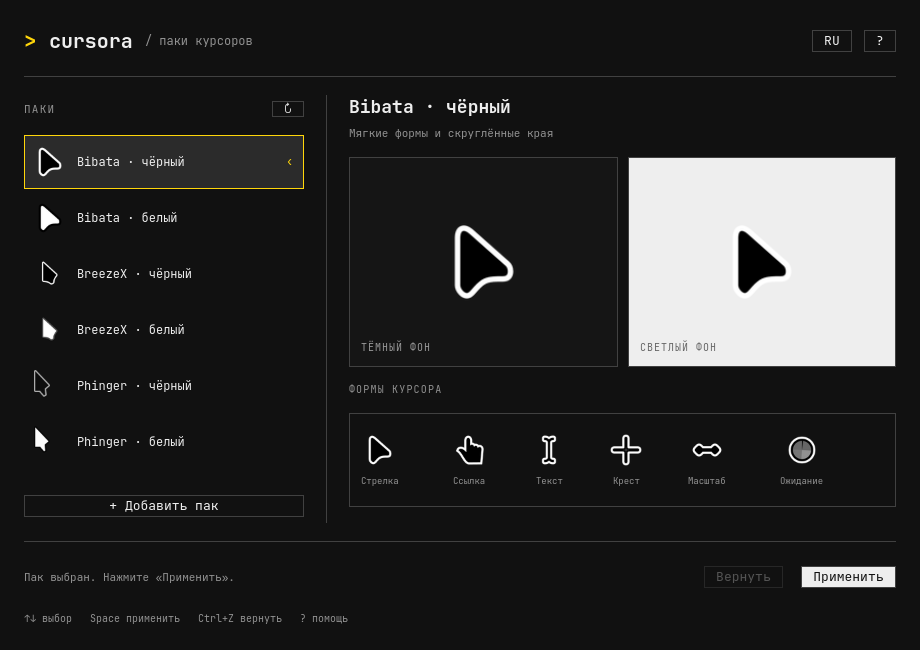 > cursora / паки курсоров
RU
?
ПАКИ
Bibata · чёрный
Bibata · белый
BreezeX · чёрный
BreezeX · белый
Phinger · чёрный
Phinger · белый
+ Добавить пак
Bibata · чёрный
Мягкие формы и скруглённые края
ТЁМНЫЙ ФОН
СВЕТЛЫЙ ФОН
ФОРМЫ КУРСОРА
Стрелка
Ссылка
Текст
Крест
Масштаб
Ожидание
Пак выбран. Нажмите «Применить».
Вернуть
Применить
↑↓ выбор Space применить Ctrl+Z вернуть ? помощь